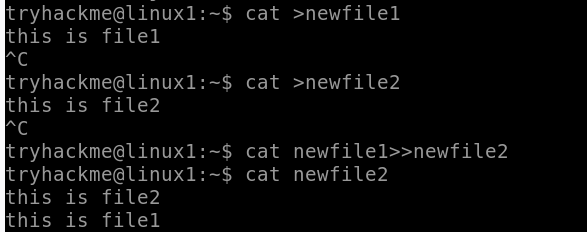 tryhackme@linux1:~$ cat >newfile1
this is file1
^C
tryhackme@linux1:~$ cat >newfile2
this is file2
^C
tryhackme@linux1:~$ cat newfile1>>newfile2
tryhackme@linux1:~$ cat newfile2
this is file2
this is file1